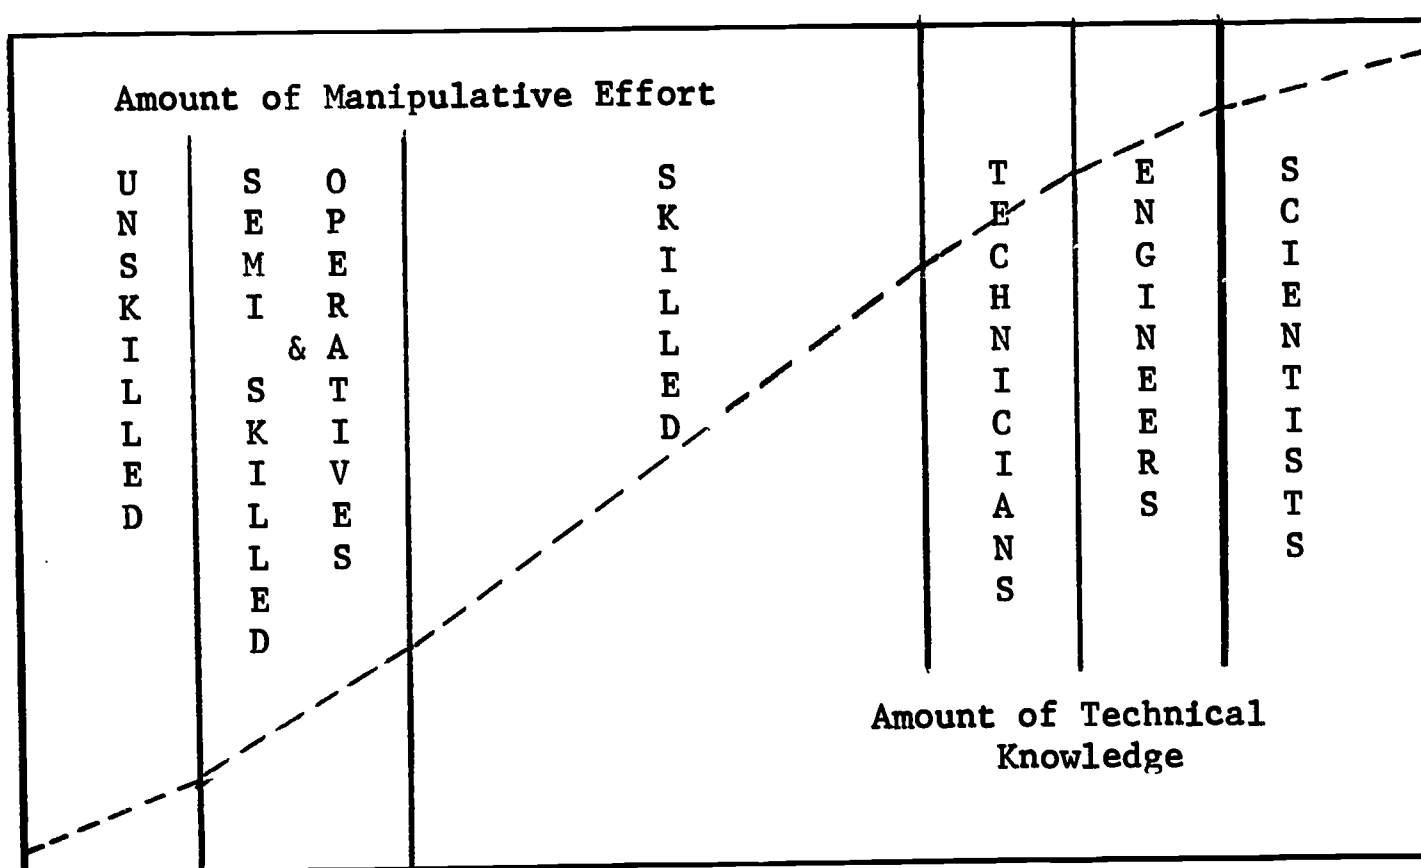 Amount of Manipulative Effort
UNSKILLED
SEMI SKILLED
&
OPERATIVES
SKILLED
TECHNICIANS
ENGINEERS
SCIENTISTS
Amount of Technical
Knowledge